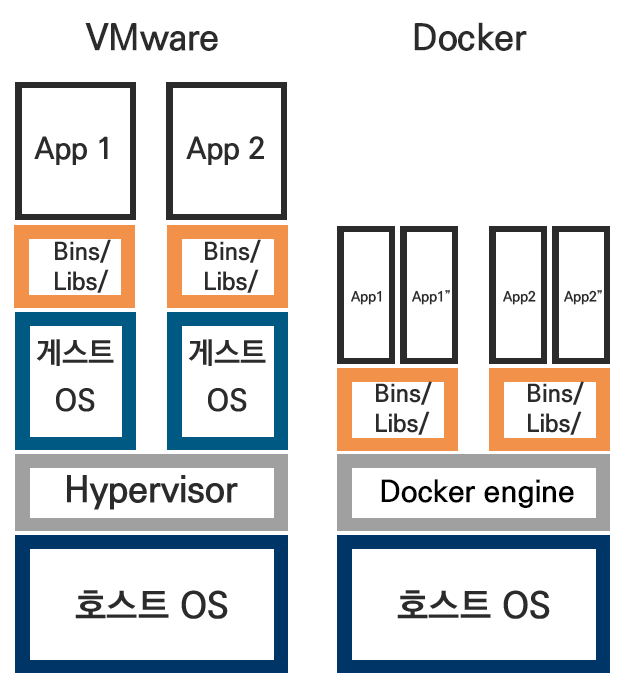 VMware
Docker
App 1
App 2
Bins/
Libs/
Bins/
Libs/
게스트
OS
게스트
OS
Hypervisor
호스트 OS
App1
App1”
App2
App2”
Bins/
Libs/
Bins/
Libs/
Docker engine
호스트 OS